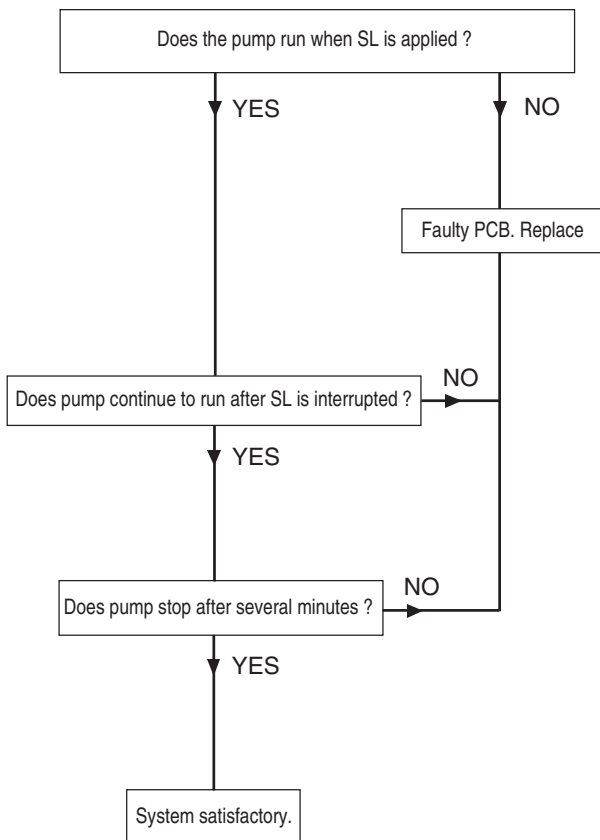 Does the pump run when SL is applied ?
YES
NO
Faulty PCB. Replace
Does pump continue to run after SL is interrupted ?
NO
YES
Does pump stop after several minutes ?
NO
YES
System satisfactory.